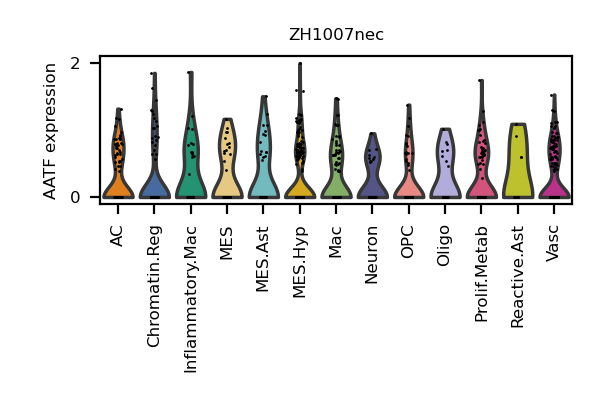 ZH1007nec
AATF expression
2
0
AC
Chromatin.Reg
Inflammatory.Mac
MES
MES.Ast
MES.Hyp
Mac
Neuron
OPC
Oligo
Prolif.Metab
Reactive.Ast
Vasc